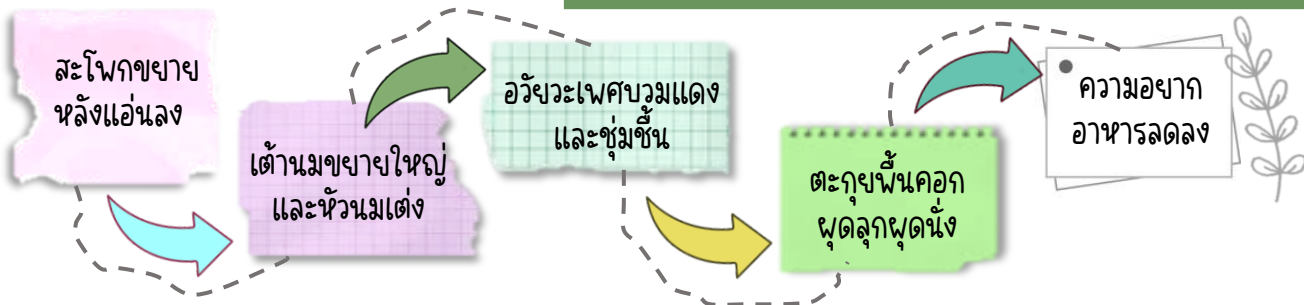 สะโพกขยาย
หลังแอ่นลง
เต้านมขยายใหญ่
และหัวนมเต่ง
อวัยวะเพศบวมแดง
และชุ่มชื้น
ตะกุยพื้นคอก
ผุดลุกผุดนั่ง
ความอยาก
อาหารลดลง